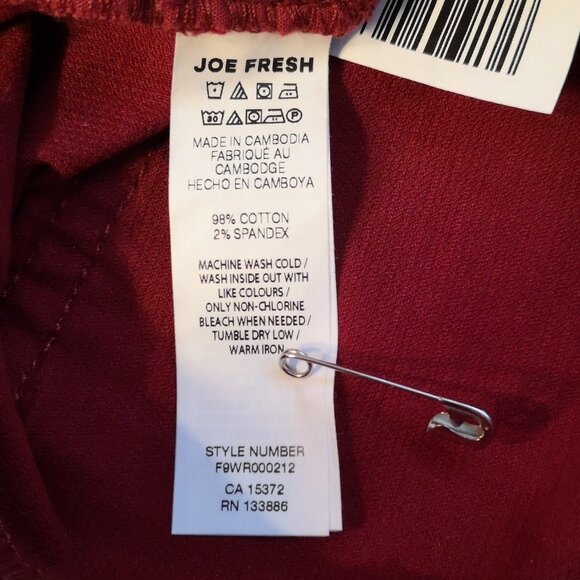 JOE FRESH
30 P
MADE IN CAMBODIA
FABRIQUÉ AU
CAMBODGE
HECHO EN CAMBOYA
98% COTTON
2% SPANDEX
MACHINE WASH COLD /
WASH INSIDE OUT WITH
LIKE COLOURS /
ONLY NON-CHLORINE
BLEACH WHEN NEEDED /
TUMBLE DRY LOW /
WARM IRON
STYLE NUMBER
F9WR000212
CA 15372
RN 133886